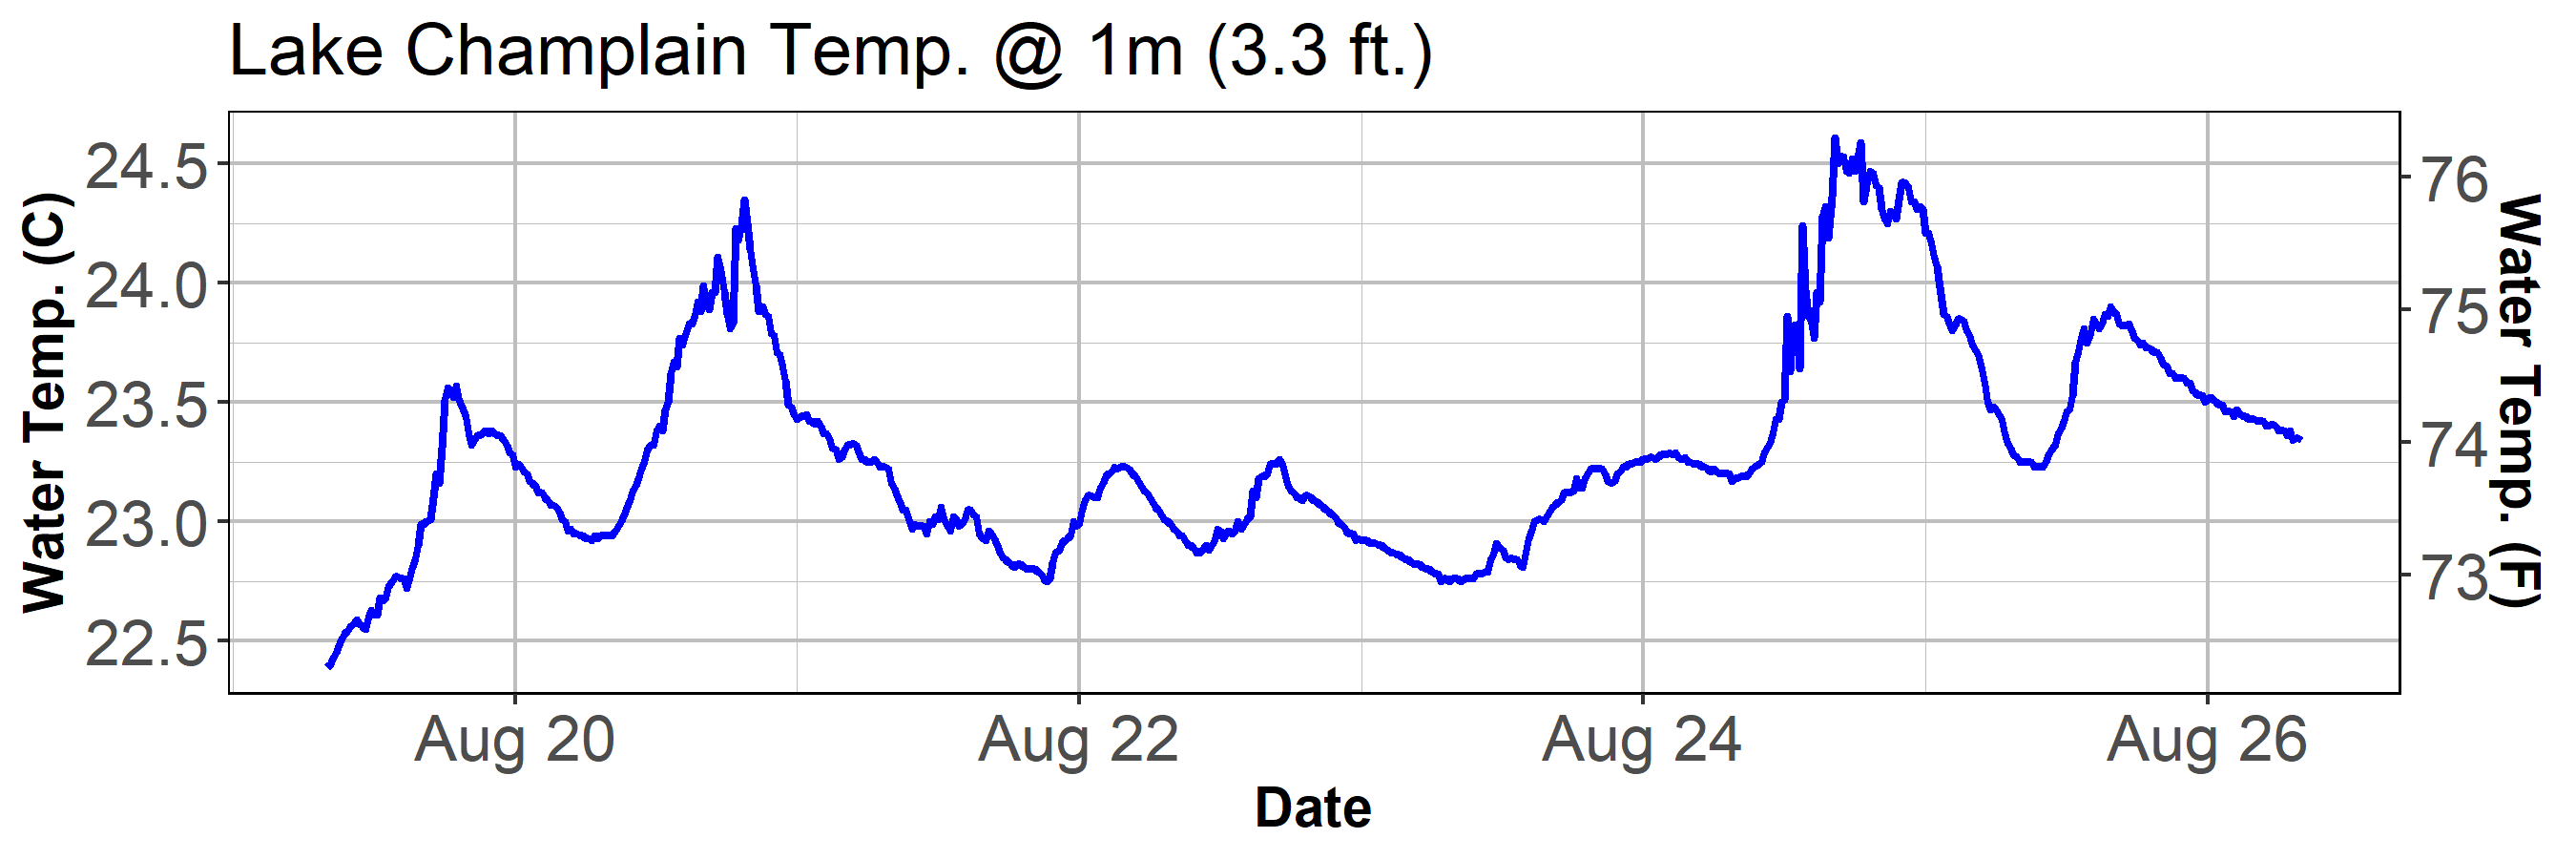 Lake Champlain Temp. @ 1m (3.3 ft.)
Water Temp. (C)
24.5
24.0
23.5
23.0
22.5
76
75
74
73
Water Temp. (F)
Aug 20
Aug 22
Aug 24
Aug 26
Date